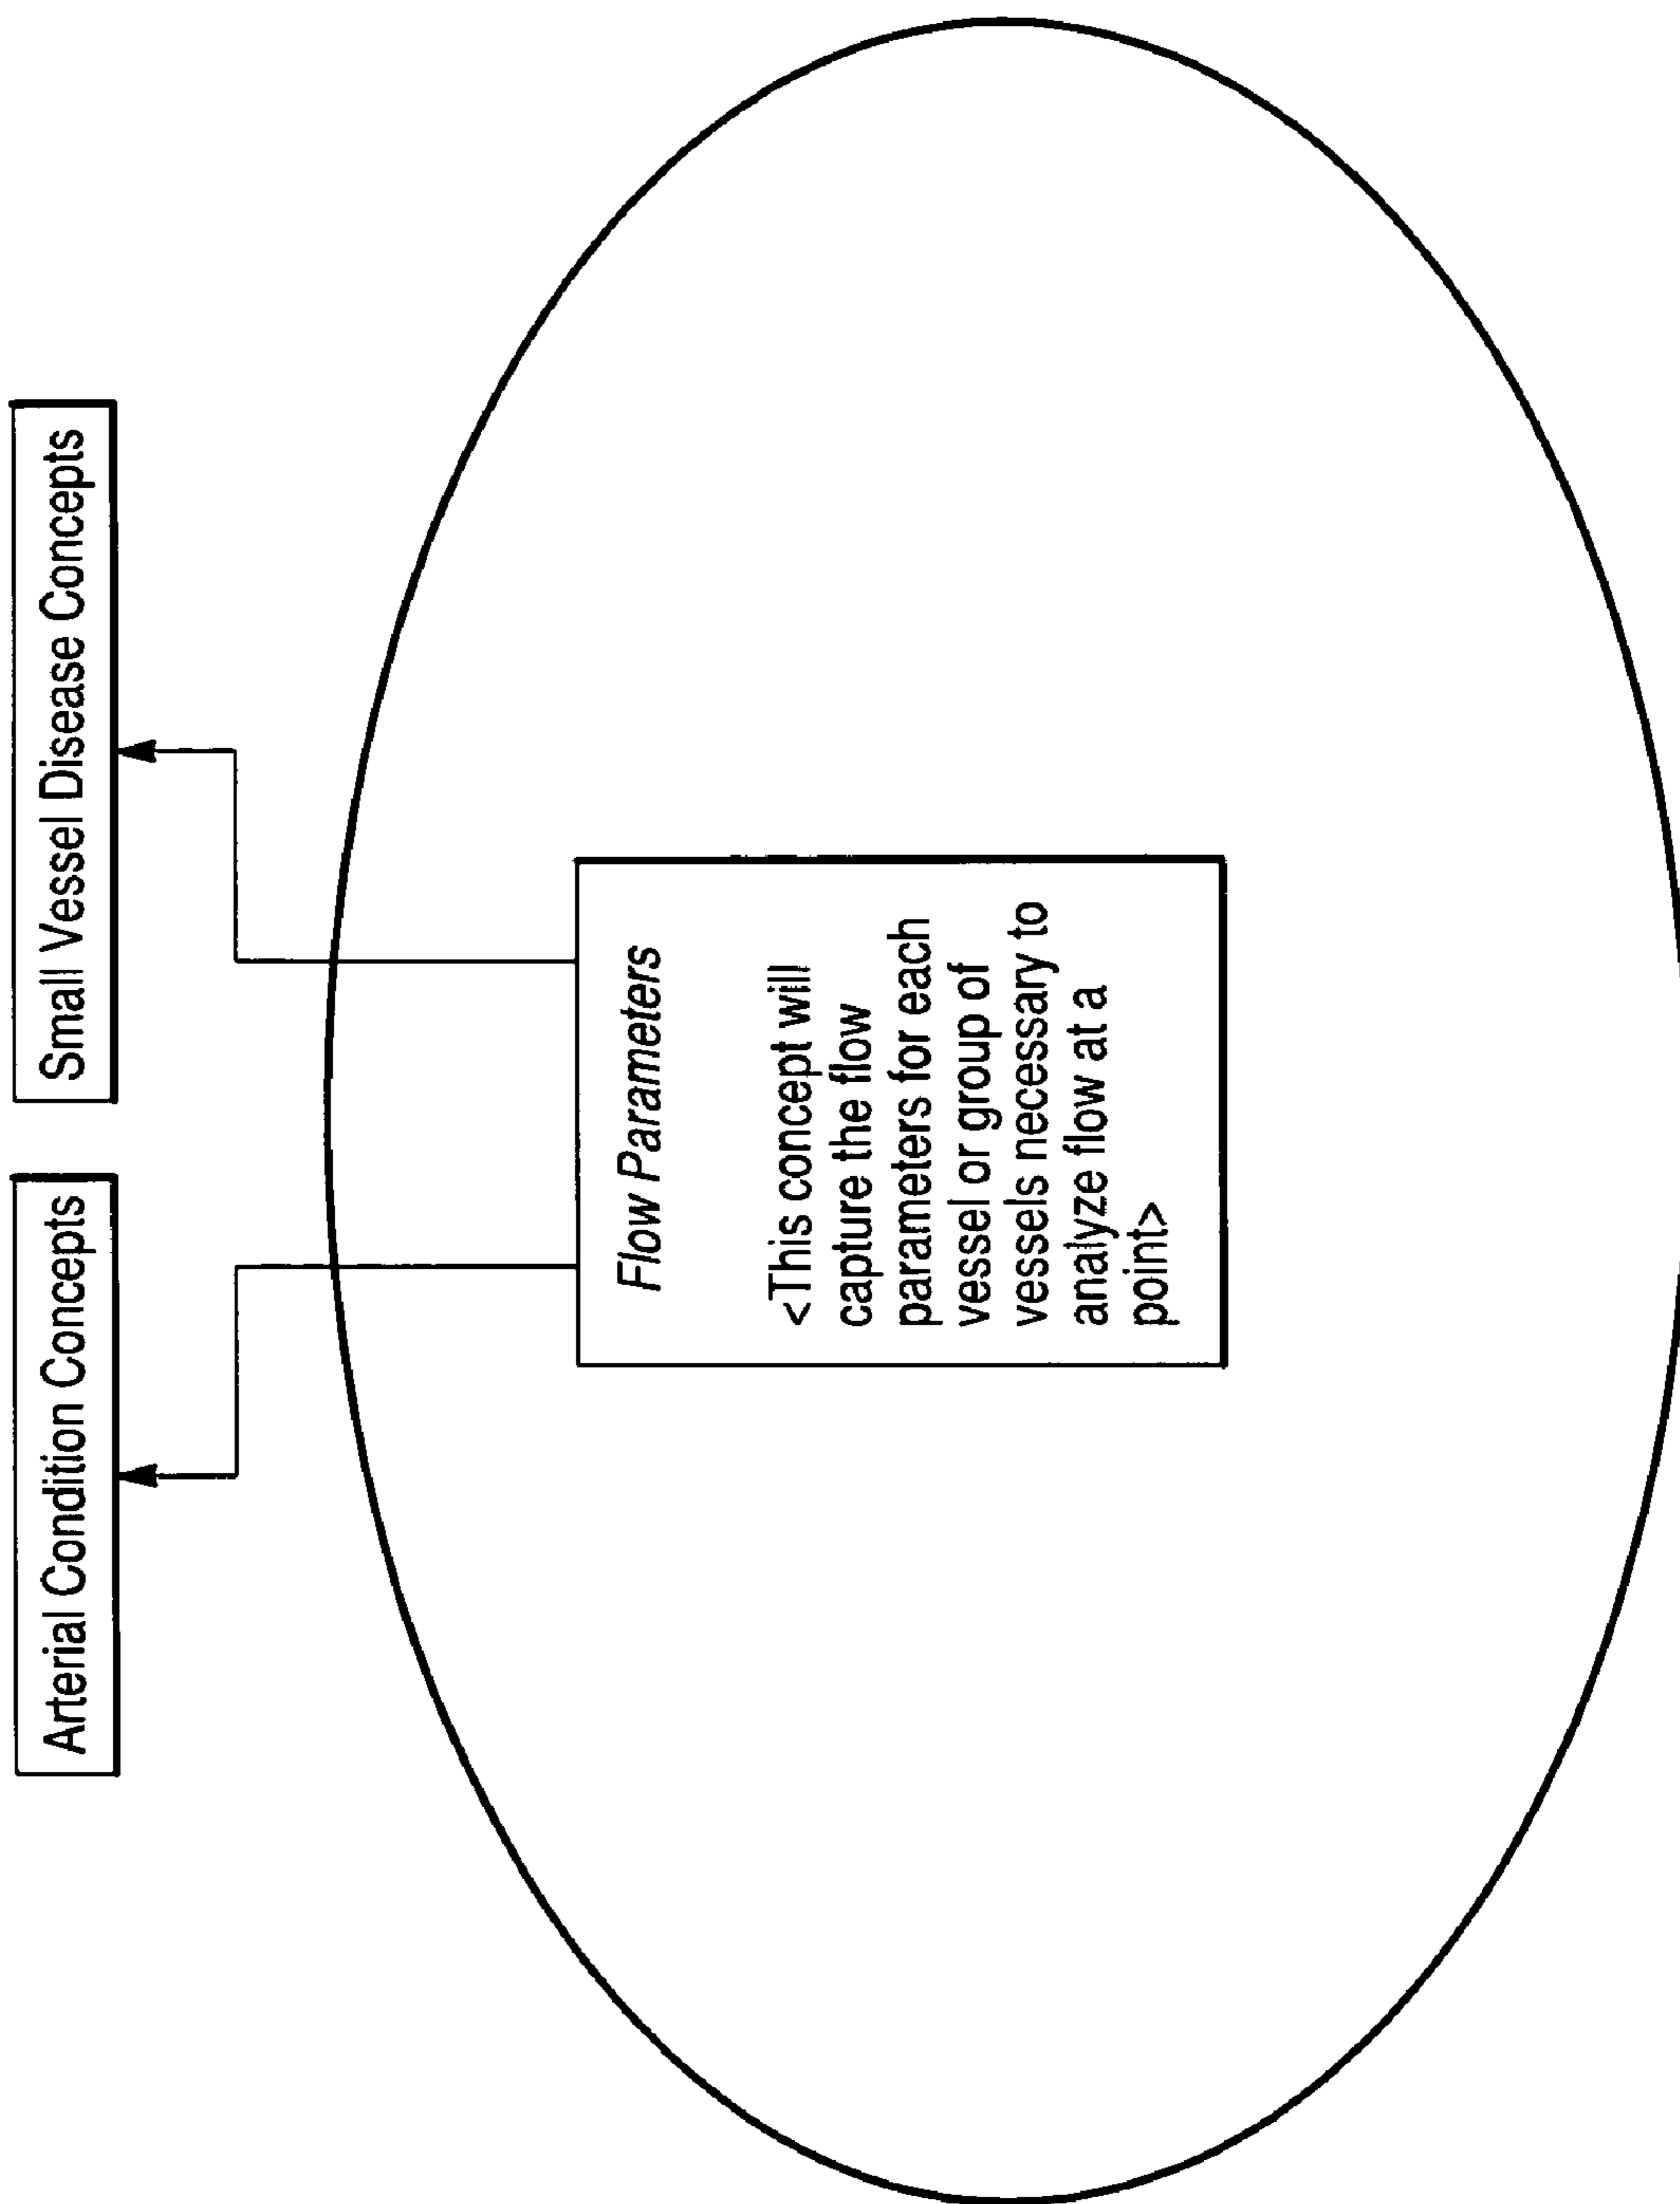 Arterial Condition Concepts
Small Vessel Disease Concepts
Flow Parameters
<This concept will
capture the flow
parameters for each
vessel or group of
vessels necessary to
analyze flow at a
point>